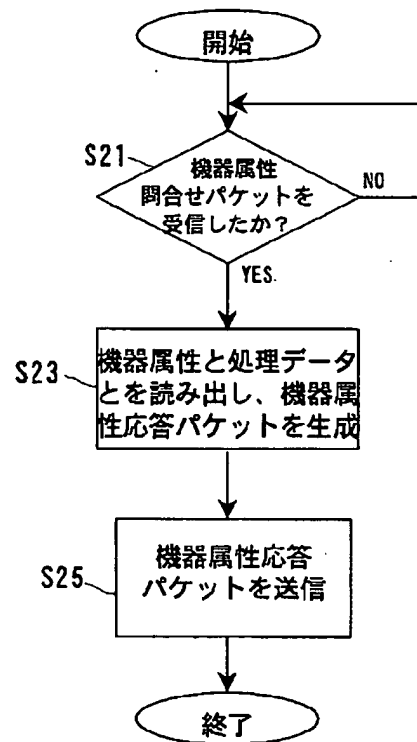 開始
S21
機器属性
問合せパケットを
受信したか？
NO
YES.
S23
機器属性と処理データ
とを読み出し、機器属
性応答パケットを生成
S25
機器属性応答
パケットを送信
終了